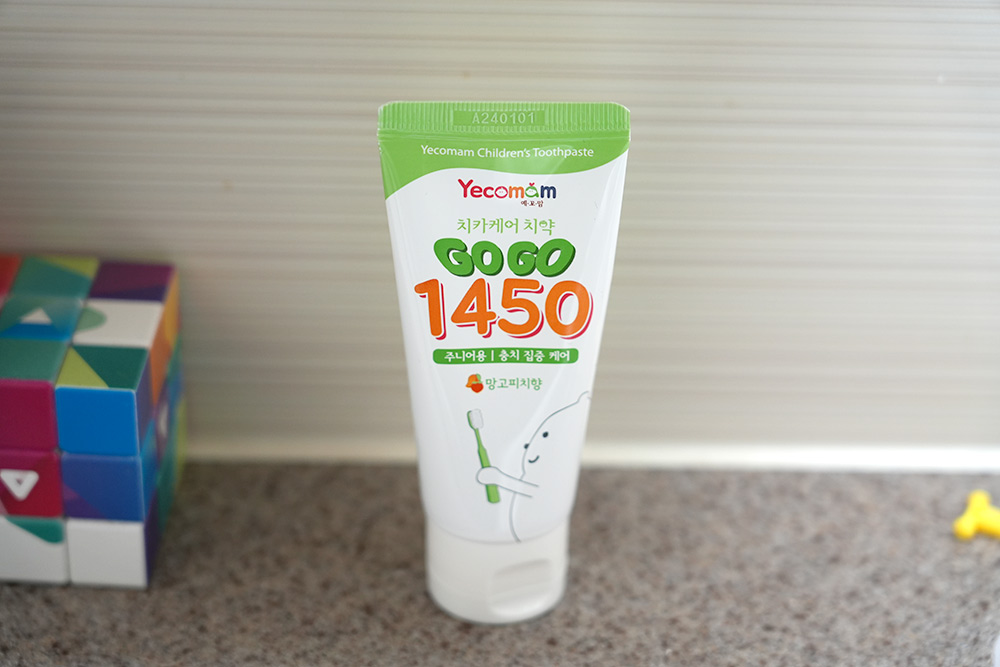 A240101
Yecomam Children's Toothpaste
Yecomam
예·꼬·맘
치카케어 치약
GOGO
1450
주니어용 | 충치 집중 케어
망고피치향